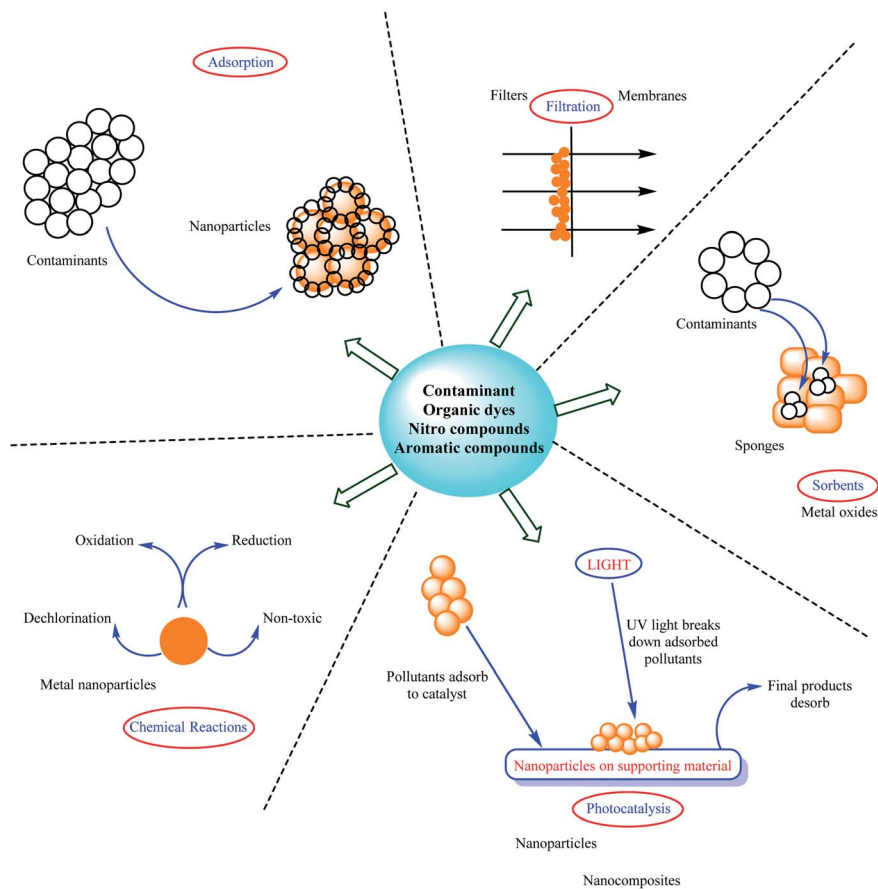 Adsorption
Contaminants
Nanoparticles
Filters
Filtration
Membranes
Contaminants
Sponges
Sorbents
Metal oxides
Contaminant
Organic dyes
Nitro compounds
Aromatic compounds
Oxidation
Reduction
Dechlorination
Non-toxic
Metal nanoparticles
Chemical Reactions
LIGHT
UV light breaks
down adsorbed
pollutants
Pollutants adsorb
to catalyst
Final products
desorb
Nanoparticles on supporting material
Photocatalysis
Nanoparticles
Nanocomposites